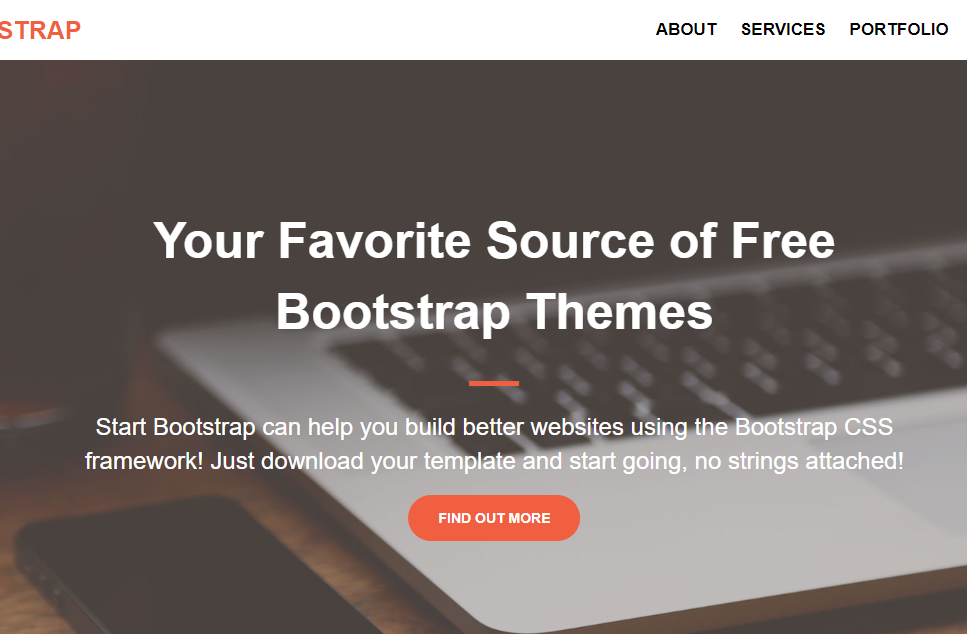 STRAP
ABOUT SERVICES PORTFOLIO
Your Favorite Source of Free
Bootstrap Themes
Start Bootstrap can help you build better websites using the Bootstrap CSS
framework! Just download your template and start going, no strings attached!
FIND OUT MORE